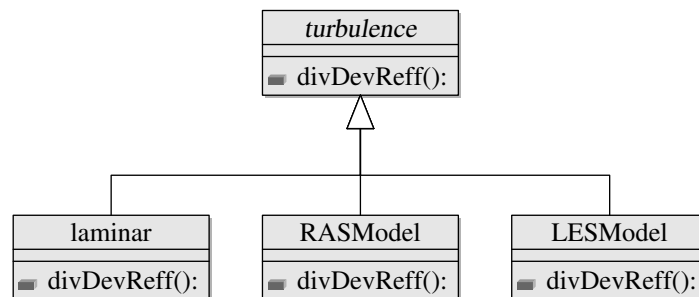 turbulence
divDevReff():
laminar
RASModel
LESModel
divDevReff():
divDevReff():
divDevReff():